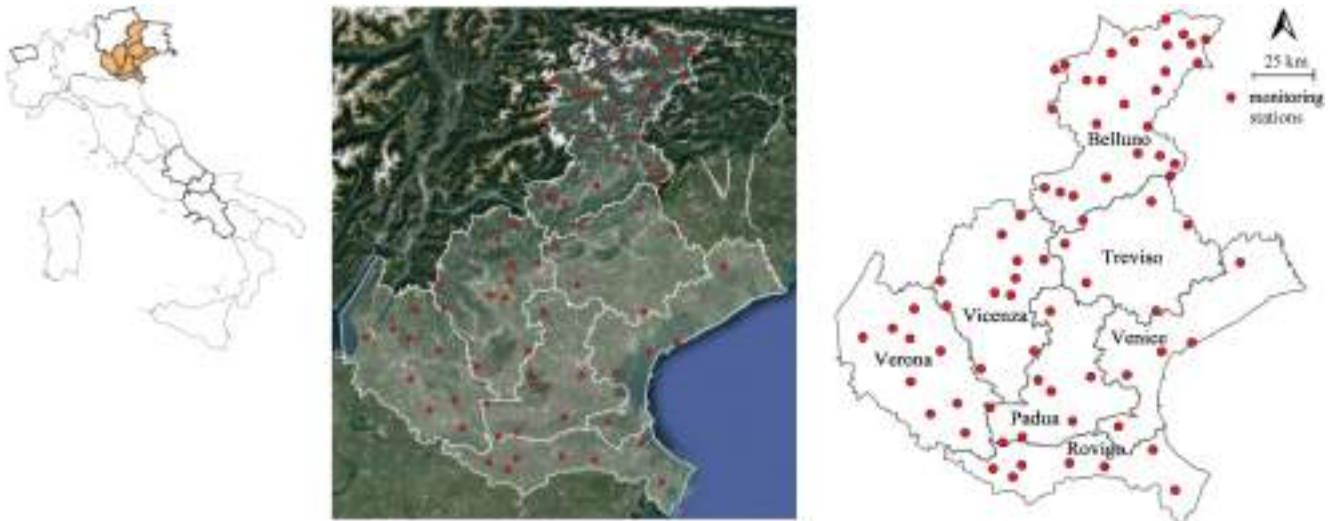 25 km
monitoring
stations
Belluno
Treviso
Vicenza
Venice
Verona
Padua
Rovigo